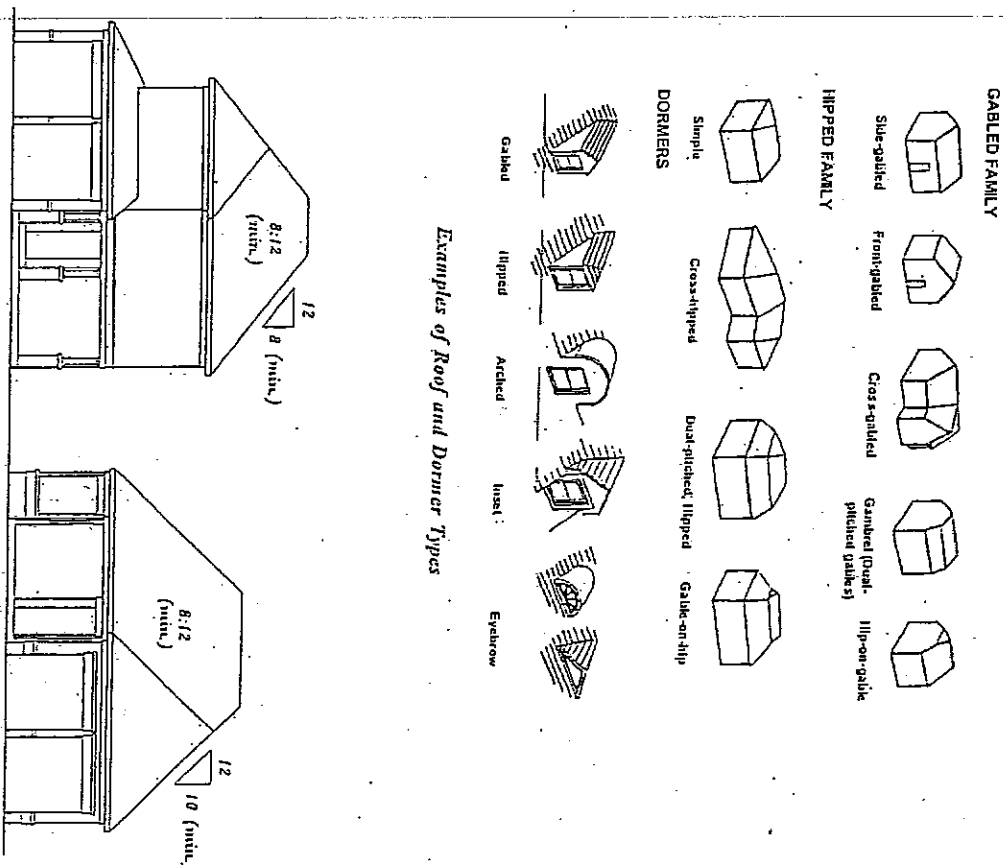 GABLED FAMILY
Side-gabled
Front-gabled
Cross-gabled
Gambrel (Dual-
pitched gables)
Hip-on-gable
HIPPED FAMILY
Simple
Cross-hipped
Dual-pitched, Hipped
Gable-on-hip
DORMERS
Gabled
Hipped
Arched
Inset
Eyebrow
Examples of Roof and Dormer Types
8:12
(min.)
12
8 (min.)
8:12
(min.)
12
10 (min.